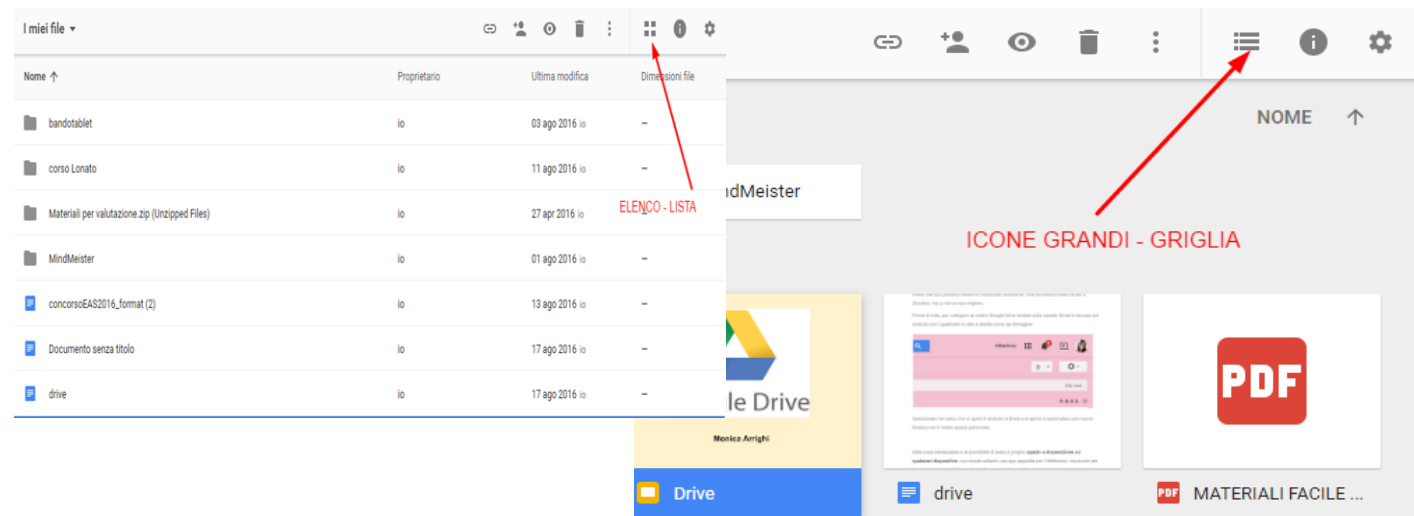 I miei file
Nome Proprietario Ultima modifica Dimensioni file
bandotablet io 03 ago 2016 io –
corso Lonato io 11 ago 2016 io –
Materiali per valutazione.zip (Unzipped Files) io 27 apr 2016 io –
ELENCO - LISTA
MindMeister io 01 ago 2016 io –
concorsoEAS2016_format (2) io 13 ago 2016 io –
Documento senza titolo io 17 ago 2016 io –
drive io 17 ago 2016 io –
NOME
ndMeister
ICONE GRANDI - GRIGLIA
le Drive
Monica Arrighi
PDF
Drive
drive
PDF MATERIALI FACILE ...